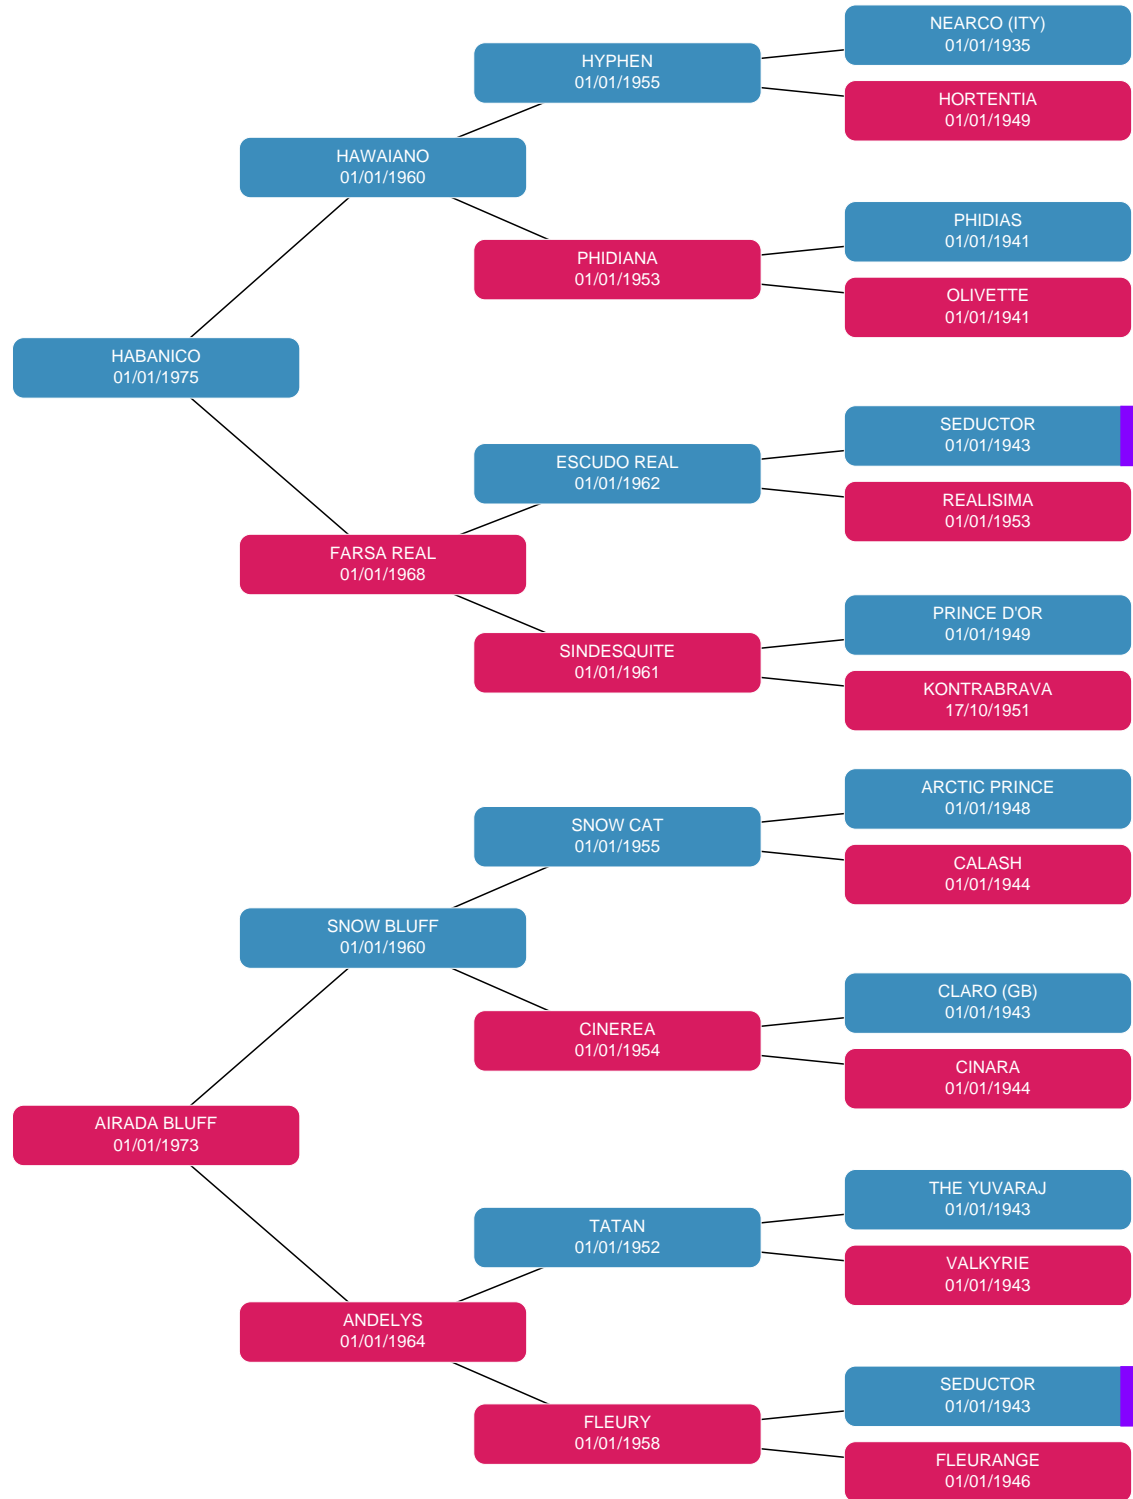 NEARCO (ITY)
01/01/1935
HYPHEN
01/01/1955
HORTENTIA
01/01/1949
HAWAIANO
01/01/1960
PHIDIAS
01/01/1941
PHIDIANA
01/01/1953
OLIVETTE
01/01/1941
HABANICO
01/01/1975
SEDUCTOR
01/01/1943
ESCUDO REAL
01/01/1962
REALISIMA
01/01/1953
FARSA REAL
01/01/1968
PRINCE D'OR
01/01/1949
SINDESQUITE
01/01/1961
KONTRABRAVA
17/10/1951
ARCTIC PRINCE
01/01/1948
SNOW CAT
01/01/1955
CALASH
01/01/1944
SNOW BLUFF
01/01/1960
CLARO (GB)
01/01/1943
CINEREA
01/01/1954
CINARA
01/01/1944
AIRADA BLUFF
01/01/1973
THE YUVARAJ
01/01/1943
TATAN
01/01/1952
VALKYRIE
01/01/1943
ANDELYS
01/01/1964
SEDUCTOR
01/01/1943
FLEURY
01/01/1958
FLEURANGE
01/01/1946